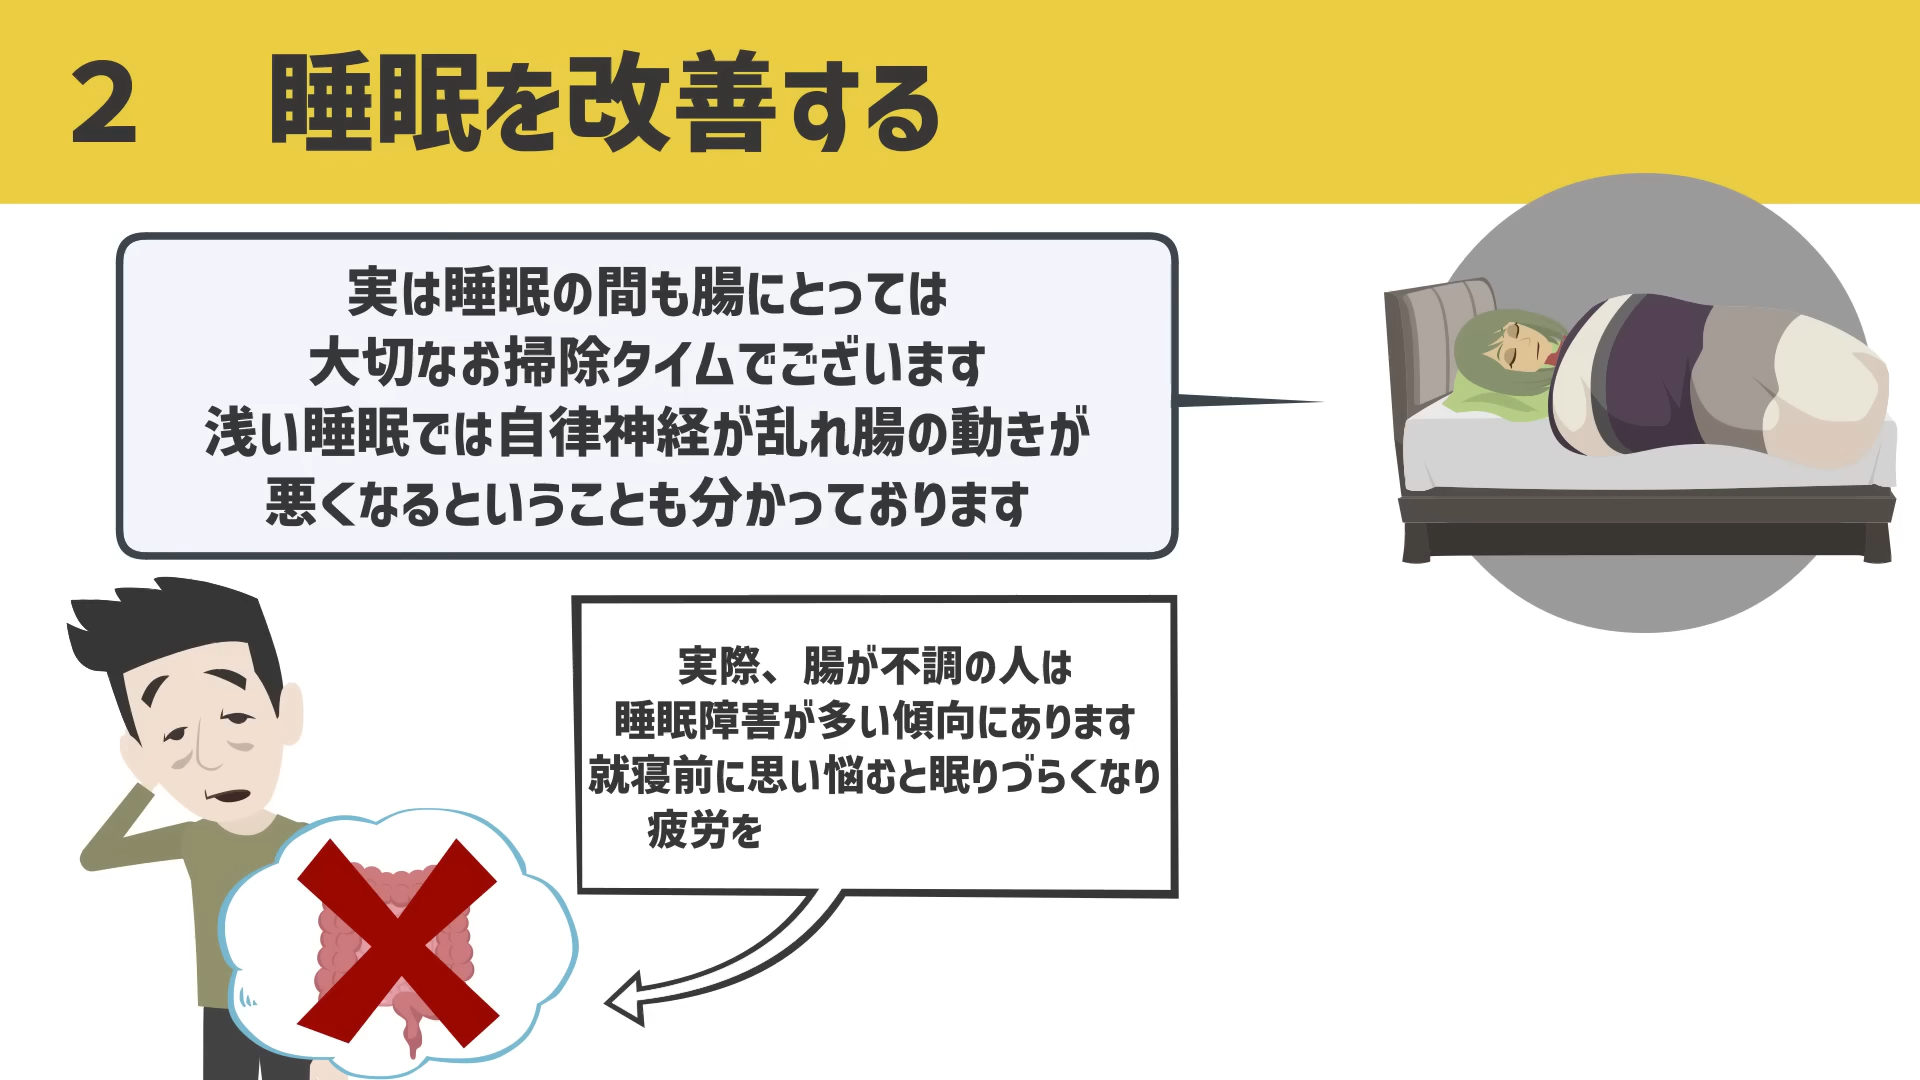 2 睡眠を改善する
実は睡眠の間も腸にとっては
大切なお掃除タイムでございます
浅い睡眠では自律神経が乱れ腸の動きが
悪くなるということも分かっております
実際、腸が不調の人は
睡眠障害が多い傾向にあります
就寝前に思い悩むと眠りづらくなり
疲労を